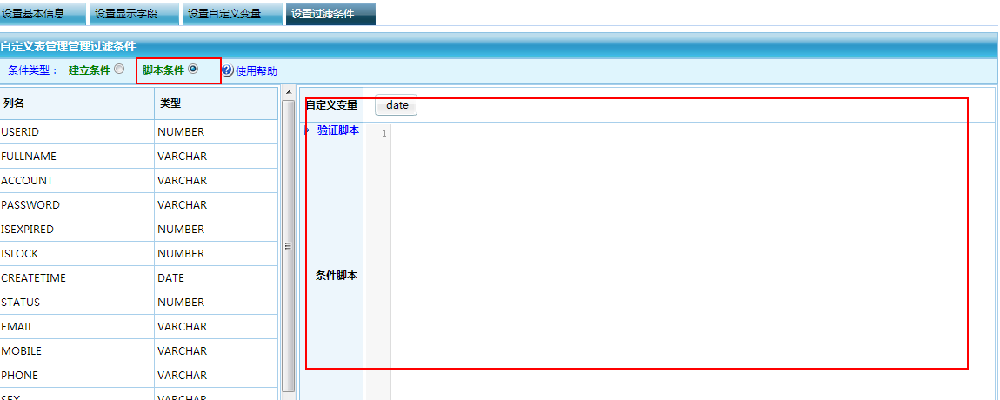 设置基本信息 设置显示字段 设置自定义变量 设置过滤条件
自定义表管理管理过滤条件
条件类型： 建立条件 脚本条件 使用帮助
列名 类型
USERID NUMBER
FULLNAME VARCHAR
ACCOUNT VARCHAR
PASSWORD VARCHAR
ISEXPIRED NUMBER
ISLOCK NUMBER
CREATETIME DATE
STATUS NUMBER
EMAIL VARCHAR
MOBILE VARCHAR
PHONE VARCHAR
SEX VARCHAR
自定义变量 date
验证脚本 1
条件脚本